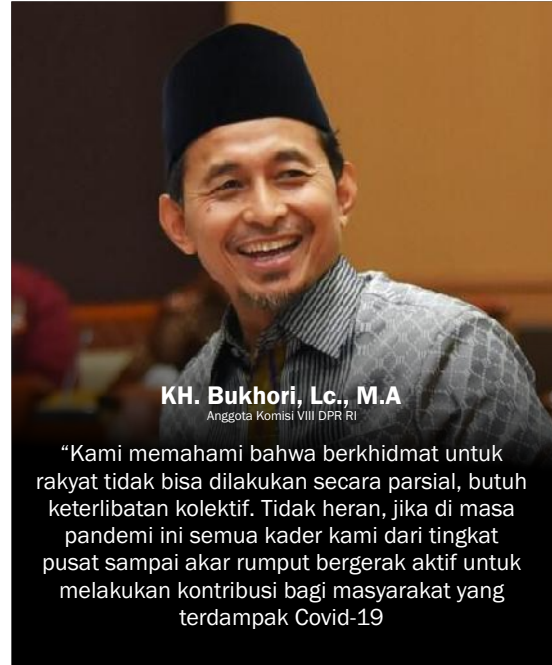 KH. Bukhori, Lc., M.A
Anggota Komisi VIII DPR RI
“Kami memahami bahwa berkhidmat untuk
rakyat tidak bisa dilakukan secara parsial, butuh
keterlibatan kolektif. Tidak heran, jika di masa
pandemi ini semua kader kami dari tingkat
pusat sampai akar rumput bergerak aktif untuk
melakukan kontribusi bagi masyarakat yang
terdampak Covid-19